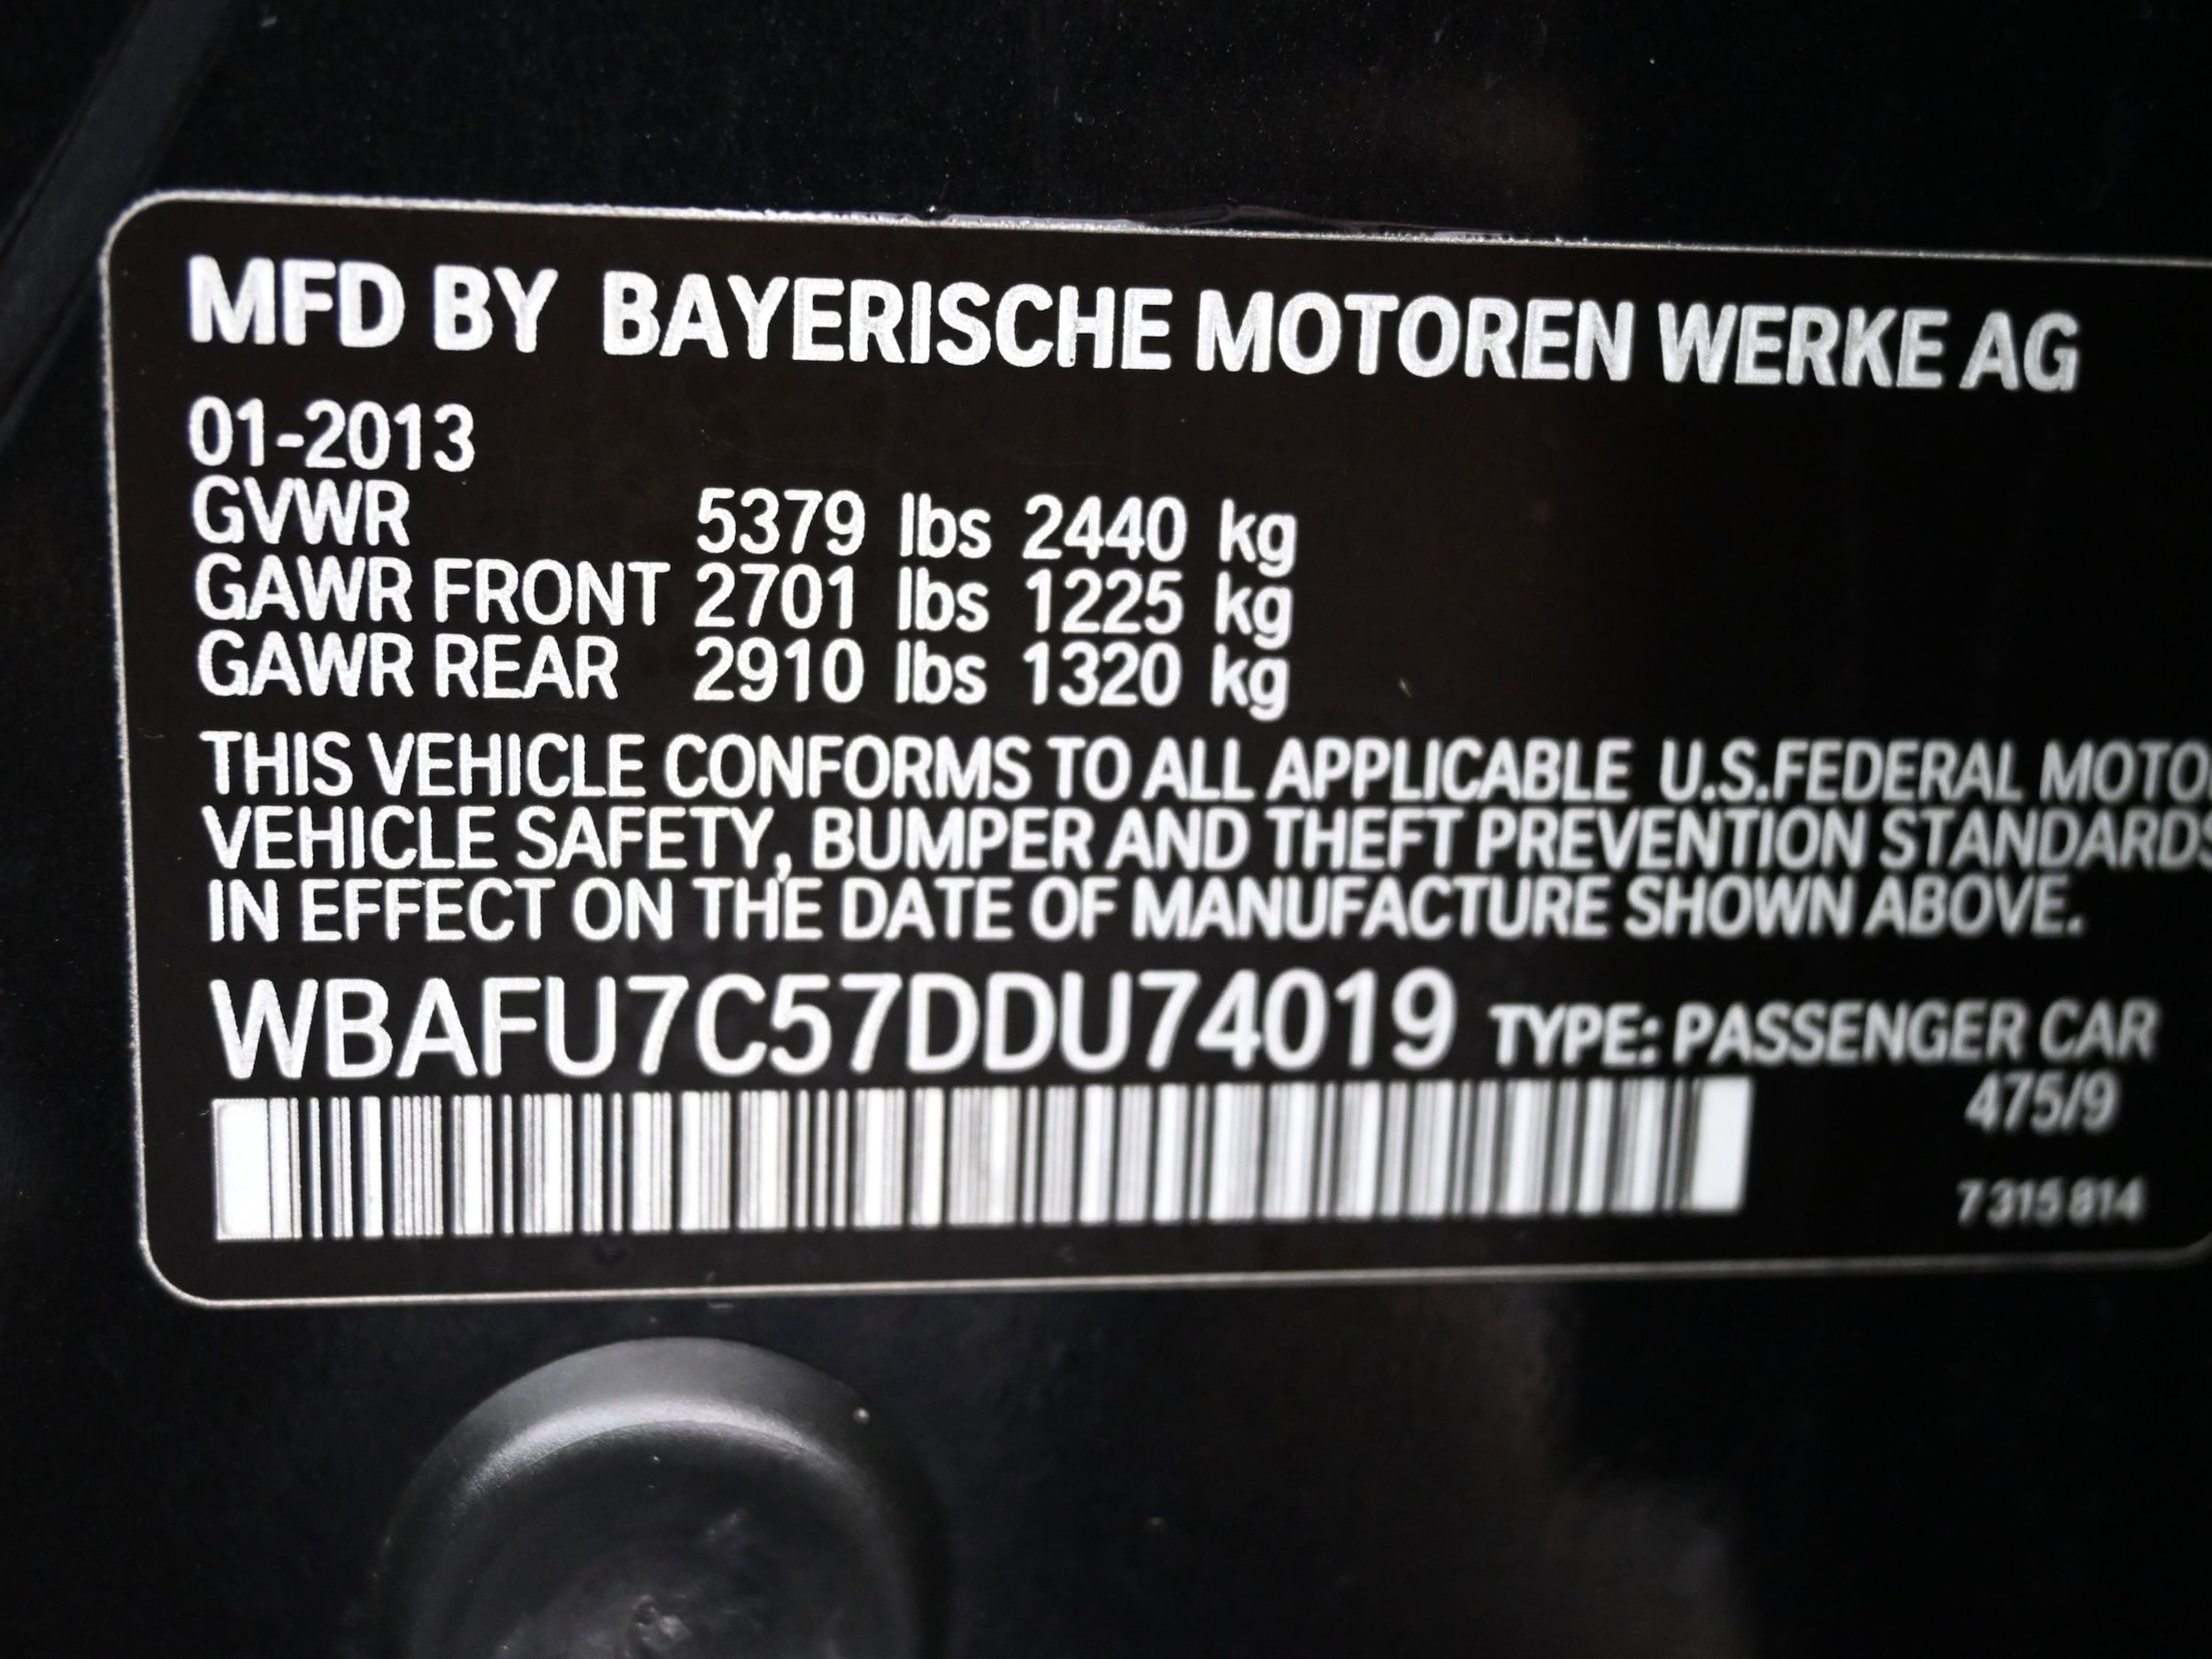 MFD BY BAYERISCHE MOTOREN WERKE AG
01-2013
GVWR 5379 lbs 2440 kg
GAWR FRONT 2701 lbs 1225 kg
GAWR REAR 2910 lbs 1320 kg
THIS VEHICLE CONFORMS TO ALL APPLICABLE U.S.FEDERAL MOTO
VEHICLE SAFETY, BUMPER AND THEFT PREVENTION STANDARDS
IN EFFECT ON THE DATE OF MANUFACTURE SHOWN ABOVE.
WBAFU7C57DDU74019 TYPE: PASSENGER CAR
475/9
7 315 814